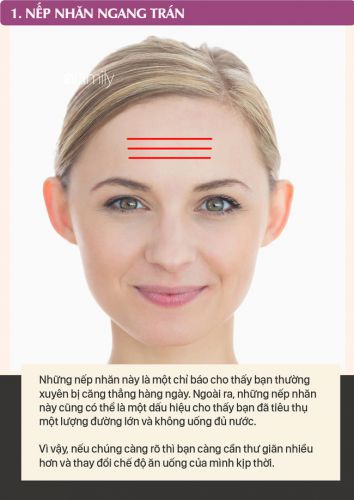 1. NẾP NHĂN NGANG TRÁN
Những nếp nhăn này là một chỉ báo cho thấy bạn thường
xuyên bị căng thẳng hàng ngày. Ngoài ra, những nếp nhăn
này cũng có thể là một dấu hiệu cho thấy bạn đã tiêu thụ
một lượng đường lớn và không uống đủ nước.
Vì vậy, nếu chúng càng rõ thì bạn càng cần thư giãn nhiều
hơn và thay đổi chế độ ăn uống của mình kịp thời.